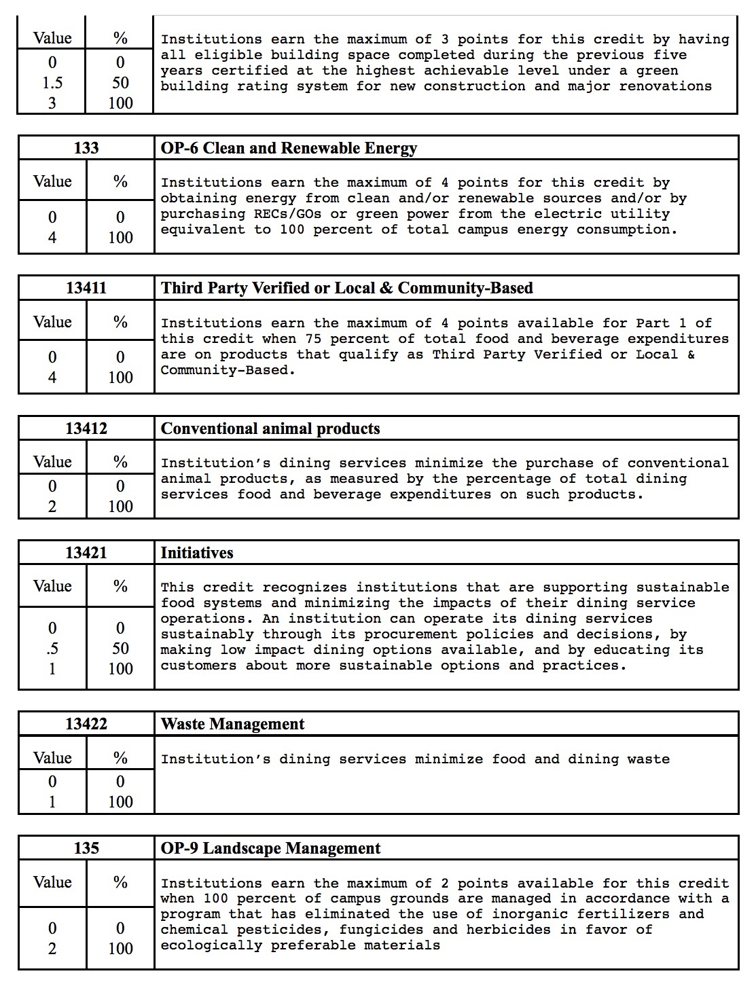 Value % Institutions earn the maximum of 3 points for this credit by having
all eligible building space completed during the previous five
0 0 years certified at the highest achievable level under a green
1.5 50 building rating system for new construction and major renovations
3 100
133 OP-6 Clean and Renewable Energy
Value % Institutions earn the maximum of 4 points for this credit by
obtaining energy from clean and/or renewable sources and/or by
0 0 purchasing RECs/GOs or green power from the electric utility
4 100 equivalent to 100 percent of total campus energy consumption.
13411 Third Party Verified or Local & Community-Based
Value % Institutions earn the maximum of 4 points available for Part 1 of
this credit when 75 percent of total food and beverage expenditures
0 0 are on products that qualify as Third Party Verified or Local &
4 100 Community-Based.
13412 Conventional animal products
Value % Institution’s dining services minimize the purchase of conventional
0 0 animal products, as measured by the percentage of total dining
2 100 services food and beverage expenditures on such products.
13421 Initiatives
Value % This credit recognizes institutions that are supporting sustainable
food systems and minimizing the impacts of their dining service
0 0 operations. An institution can operate its dining services
sustainably through its procurement policies and decisions, by
.5 50 making low impact dining options available, and by educating its
1 100 customers about more sustainable options and practices.
13422 Waste Management
Value % Institution’s dining services minimize food and dining waste
0 0
1 100
135 OP-9 Landscape Management
Value % Institutions earn the maximum of 2 points available for this credit
when 100 percent of campus grounds are managed in accordance with a
program that has eliminated the use of inorganic fertilizers and
0 0 chemical pesticides, fungicides and herbicides in favor of
2 100 ecologically preferable materials